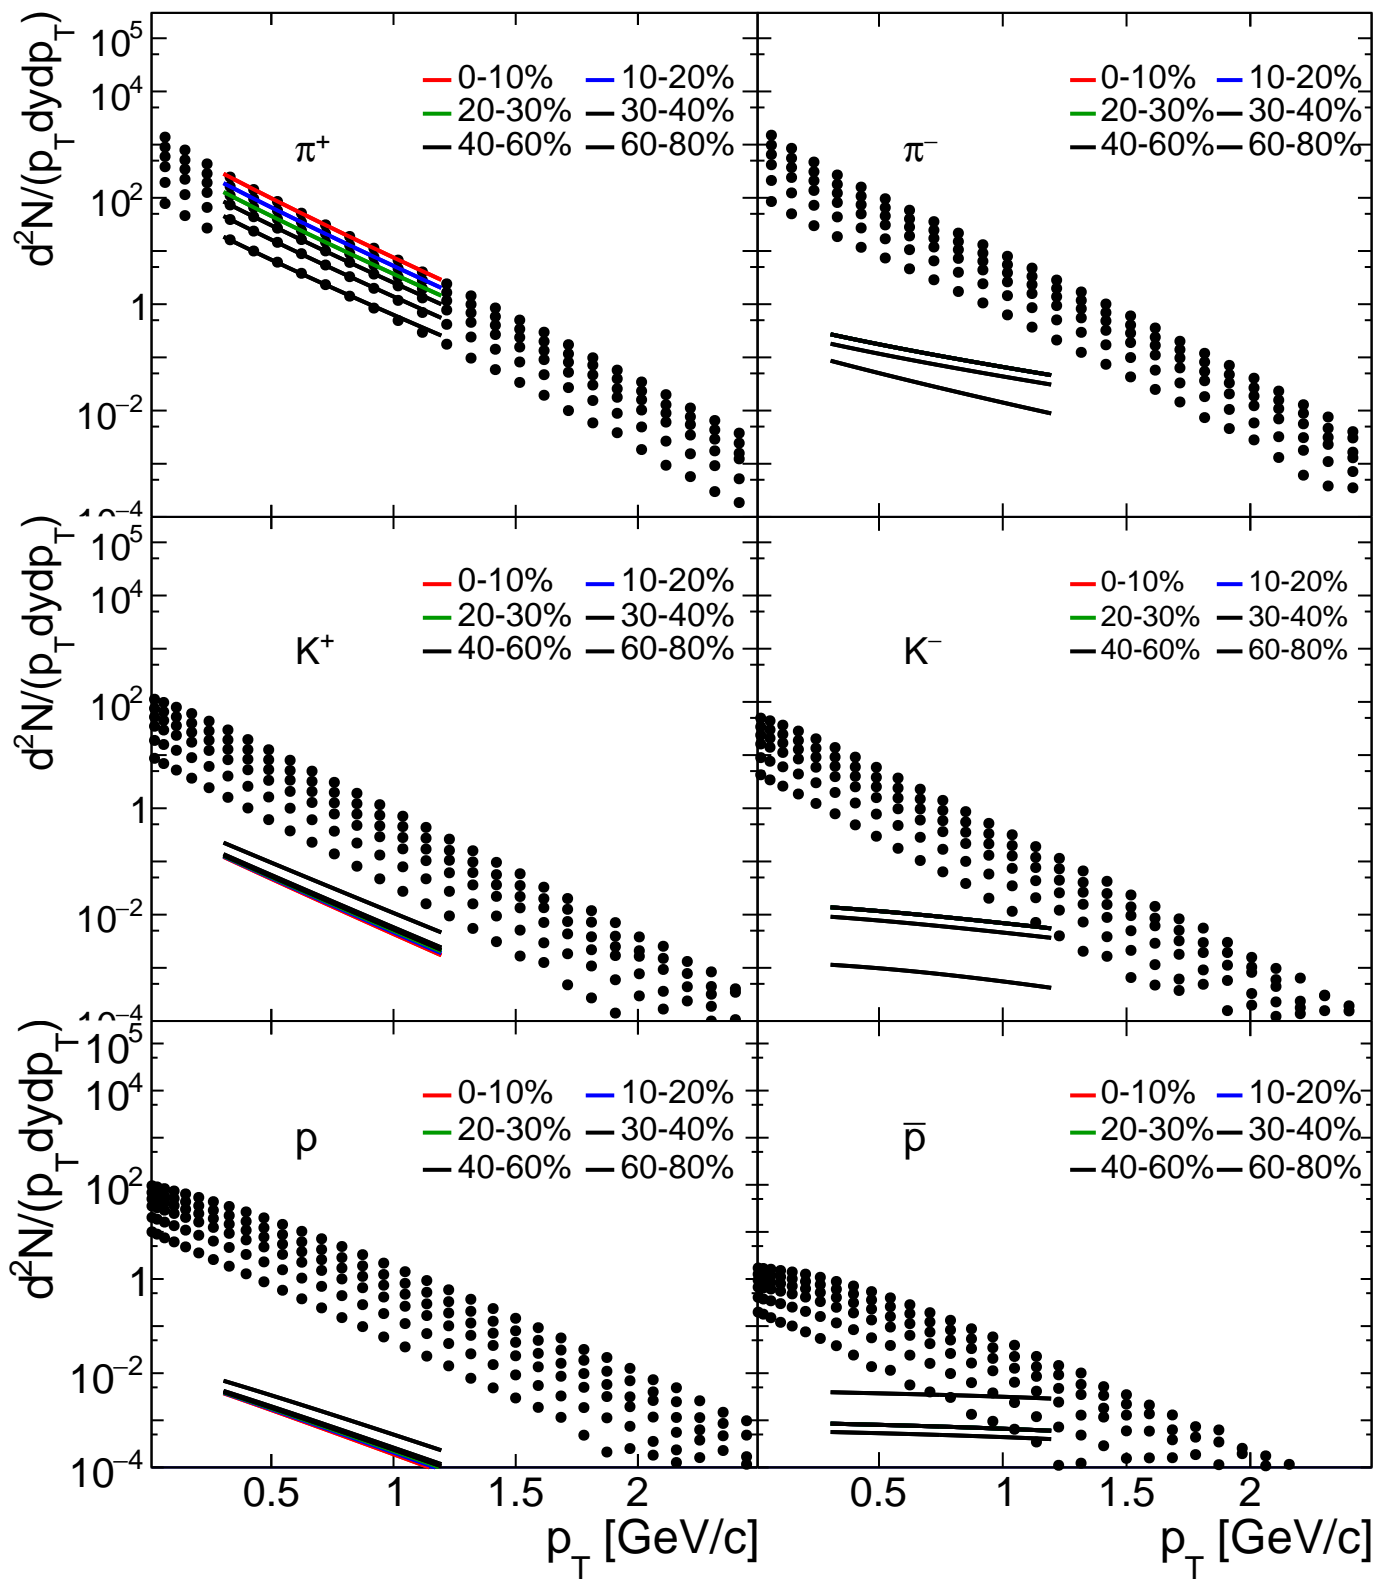 d²N/(p_T dydp_T)
10⁵
10⁴
10²
1
10⁻²
10⁻⁴
π⁺
0-10% 10-20%
20-30% 30-40%
40-60% 60-80%
π⁻
0-10% 10-20%
20-30% 30-40%
40-60% 60-80%
d²N/(p_T dydp_T)
10⁵
10⁴
10²
1
10⁻²
10⁻⁴
K⁺
0-10% 10-20%
20-30% 30-40%
40-60% 60-80%
K⁻
0-10% 10-20%
20-30% 30-40%
40-60% 60-80%
d²N/(p_T dydp_T)
10⁵
10⁴
10²
1
10⁻²
10⁻⁴
p
0-10% 10-20%
20-30% 30-40%
40-60% 60-80%
p̅
0-10% 10-20%
20-30% 30-40%
40-60% 60-80%
0.5 1 1.5 2
0.5 1 1.5 2
p_T [GeV/c]
p_T [GeV/c]